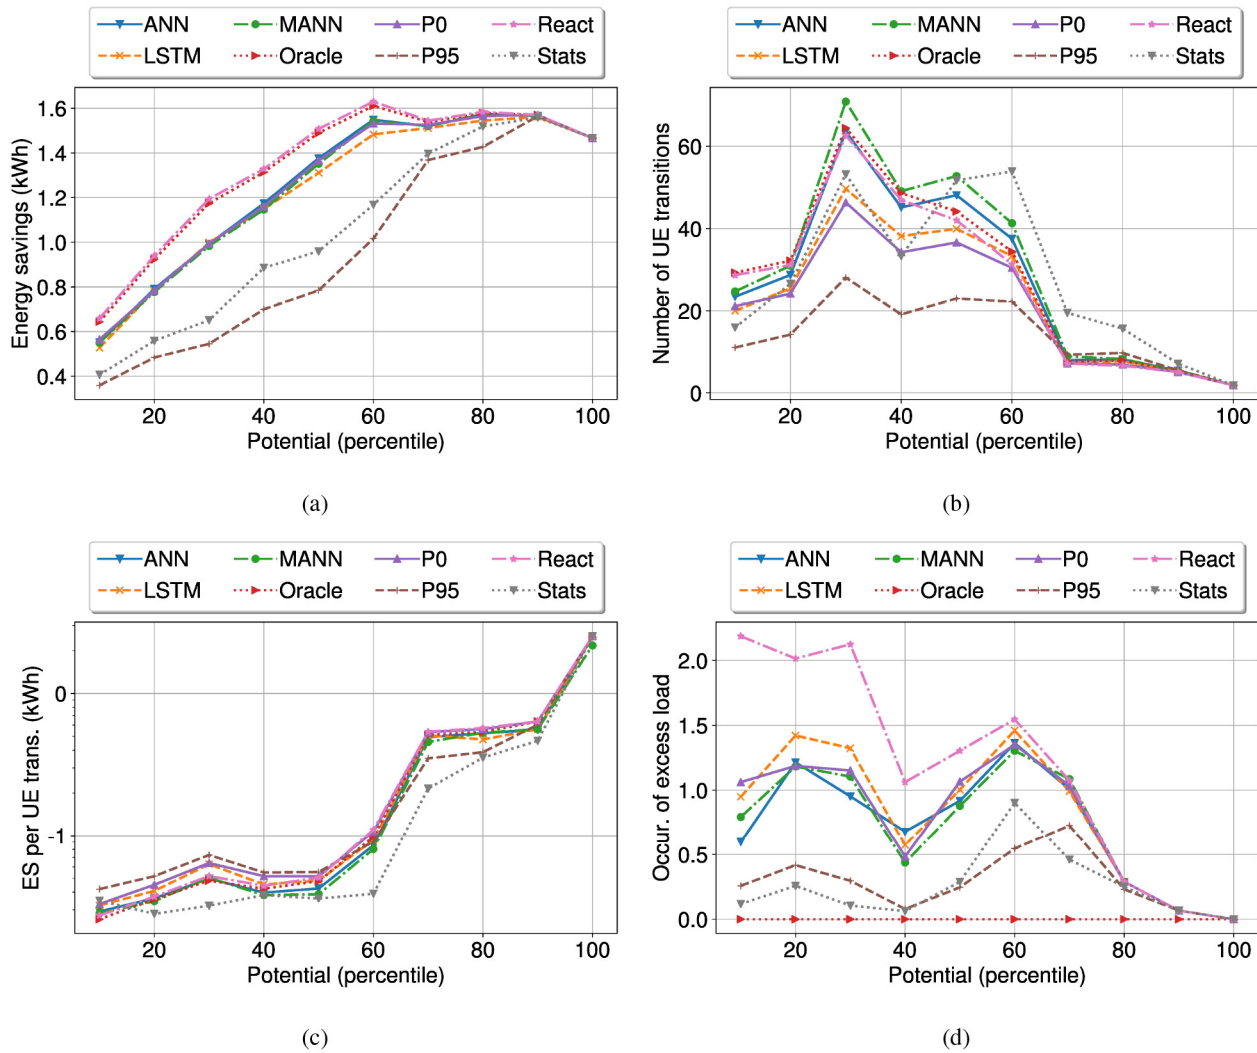 ANN MANN P0 React
LSTM Oracle P95 Stats
Energy savings (kWh)
1.6
1.4
1.2
1.0
0.8
0.6
0.4
20 40 60 80 100
Potential (percentile)
(a)
ANN MANN P0 React
LSTM Oracle P95 Stats
Number of UE transitions
60
40
20
0
20 40 60 80 100
Potential (percentile)
(b)
ANN MANN P0 React
LSTM Oracle P95 Stats
ES per UE trans. (kWh)
0
-1
20 40 60 80 100
Potential (percentile)
(c)
ANN MANN P0 React
LSTM Oracle P95 Stats
Occur. of excess load
2.0
1.5
1.0
0.5
0.0
20 40 60 80 100
Potential (percentile)
(d)